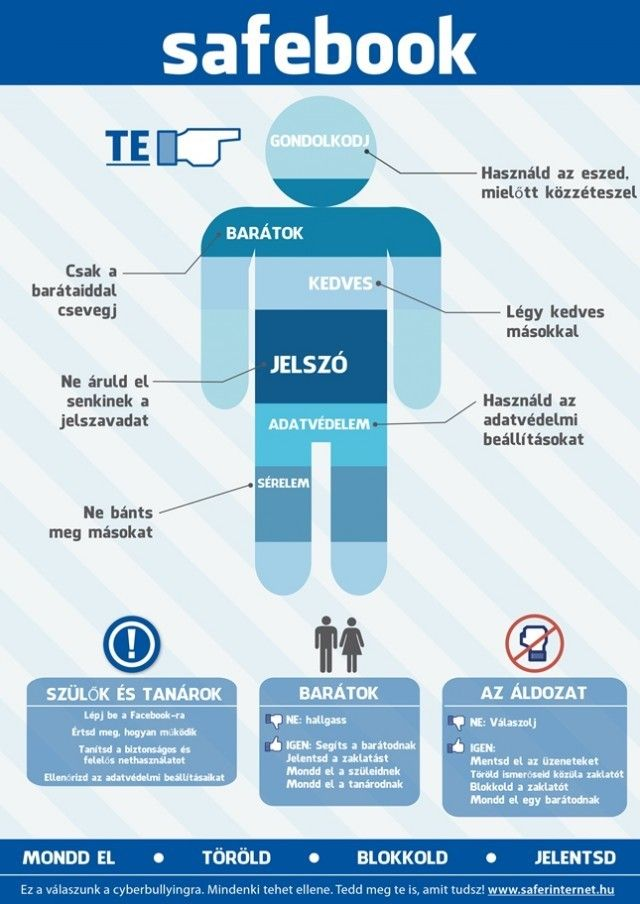 safebook
TE
GONDOLKODJ
Használd az eszed,
mielőtt közzéteszel
BARÁTOK
Csak a
barátaiddal
csevegj
KEDVES
Légy kedves
másokkal
JELSZÓ
Ne áruld el
senkinek a
jelszavadat
ADATVÉDELEM
Használd az
adatvédelmi
beállításokat
SÉRELEM
Ne bánts
meg másokat
SZÜLŐK ÉS TANÁROK
Lépj be a Facebook-ra
Értsd meg, hogyan működik
Tanítsd a biztonságos és
felelős nethasználatot
Ellenőrizd az adatvédelmi beállításaikat
BARÁTOK
NE: hallgass
IGEN: Segíts a barátodnak
Jelentsd a zaklatást
Mondd el a szüleidnek
Mondd el a tanárodnak
AZ ÁLDOZAT
NE: Válaszolj
IGEN:
Mentsd el az üzeneteket
Töröld ismerőseid közüla zaklatót
Blokkold a zaklatót
Mondd el egy barátodnak
MONDD EL • TÖRÖLD • BLOKKOLD • JELENTSD
Ez a válaszunk a cyberbullyingra. Mindenki tehet ellene. Tedd meg te is, amit tudsz! www.saferinternet.hu